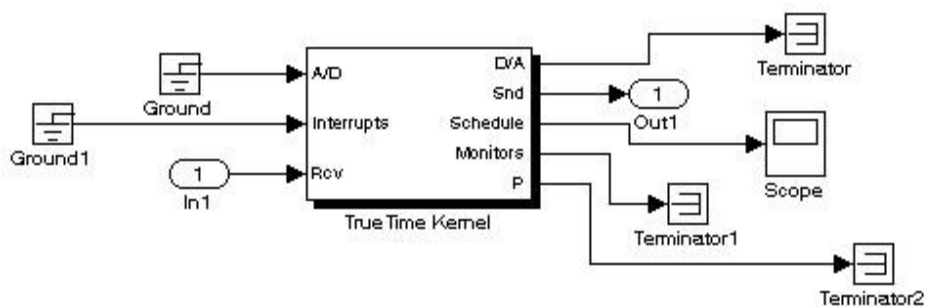 D/A
Terminator
A/D
Snd
1
Out1
Ground
Interrupts
Schedule
Ground1
Monitors
Scope
1
In1
Rcv
P
TrueTime Kernel
Terminator1
Terminator2